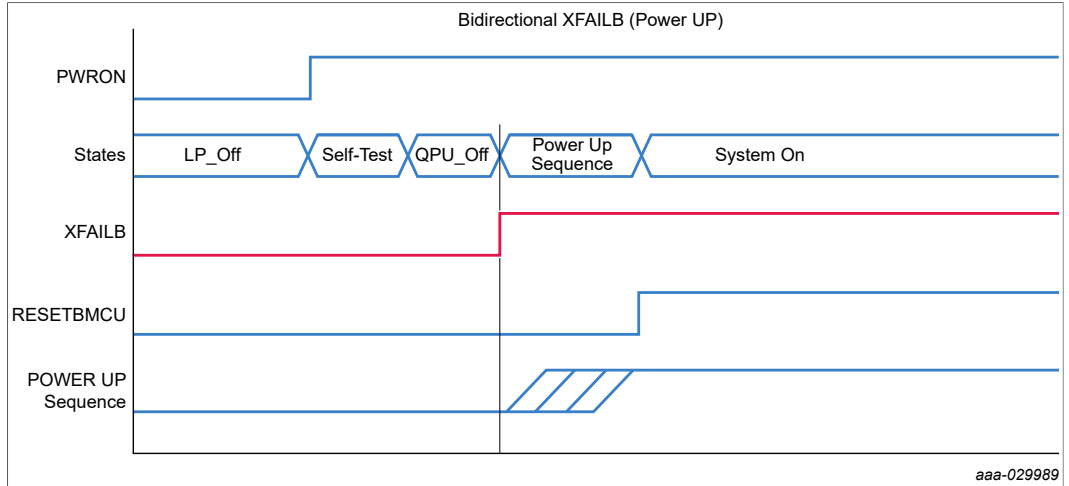 Bidirectional XFAILB (Power UP)
PWRON
States
LP_Off
Self-Test
QPU_Off
Power Up
Sequence
System On
XFAILB
RESETBMCU
POWER UP
Sequence
aaa-029989